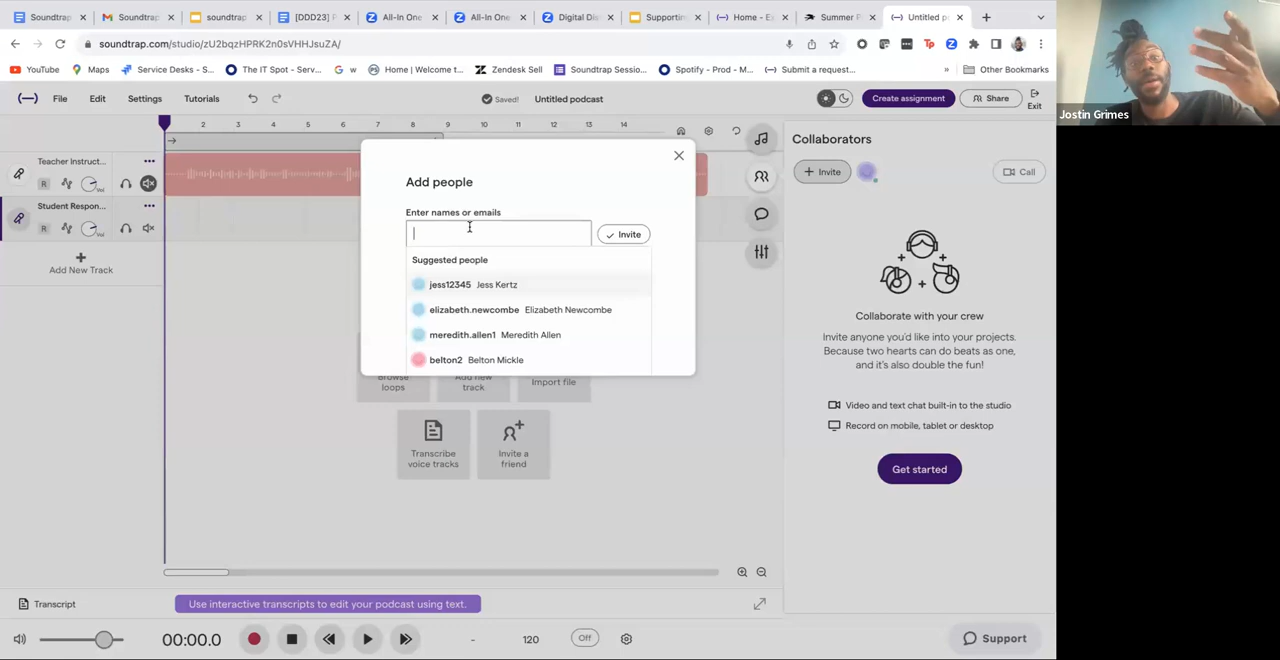 Soundtrap
Soundtrap
soundtrap
[DDD23]
All-In One
All-In One
Digital Di
Supportin
Home - E
Summer
Untitled p
soundtrap.com/studio/zU2bqzHPRK2n0sVHHJsuZA/
YouTube
Maps
Service Desks - S...
The IT Spot - Serv...
G
w
Home | Welcome t...
Zendesk Sell
Soundtrap Sessio...
Spotify - Prod - M...
Submit a request...
»
Other Bookmarks
File
Edit
Settings
Tutorials
Saved!
Untitled podcast
Create assignment
Share
Exit
Jostin Grimes
2 3 4 5 6 7 8 9 10 11 12 13 14
Teacher Instruct...
R
Vol
Student Respon...
R
Vol
Add New Track
Add people
Enter names or emails
Invite
Suggested people
jess12345 Jess Kertz
elizabeth.newcombe Elizabeth Newcombe
meredith.allen1 Meredith Allen
belton2 Belton Mickle
Browse
loops
Add new
track
Import file
Transcribe
voice tracks
Invite a
friend
Collaborators
Invite
Call
Collaborate with your crew
Invite anyone you'd like into your projects.
Because two hearts can do beats as one,
and it's also double the fun!
Video and text chat built-in to the studio
Record on mobile, tablet or desktop
Get started
Transcript
Use interactive transcripts to edit your podcast using text.
00:00.0
-
120
Off
Support